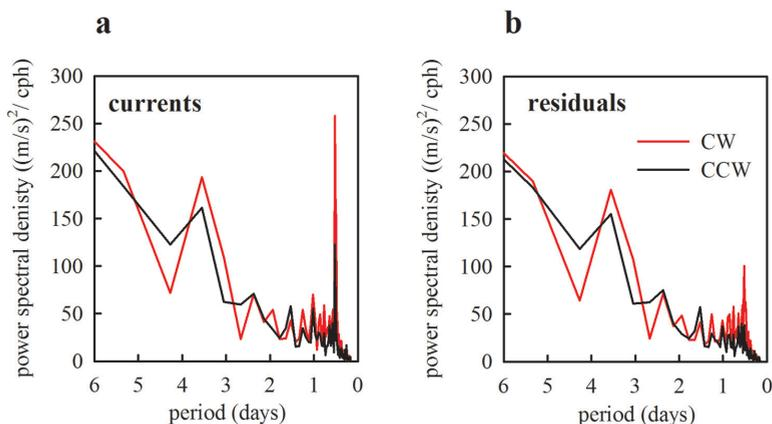 a
b
300
250
200
150
100
50
0
currents
power spectral denisty ((m/s)²/ cph)
6 5 4 3 2 1 0
period (days)
300
250
200
150
100
50
0
residuals
CW
CCW
power spectral denisty ((m/s)²/ cph)
6 5 4 3 2 1 0
period (days)